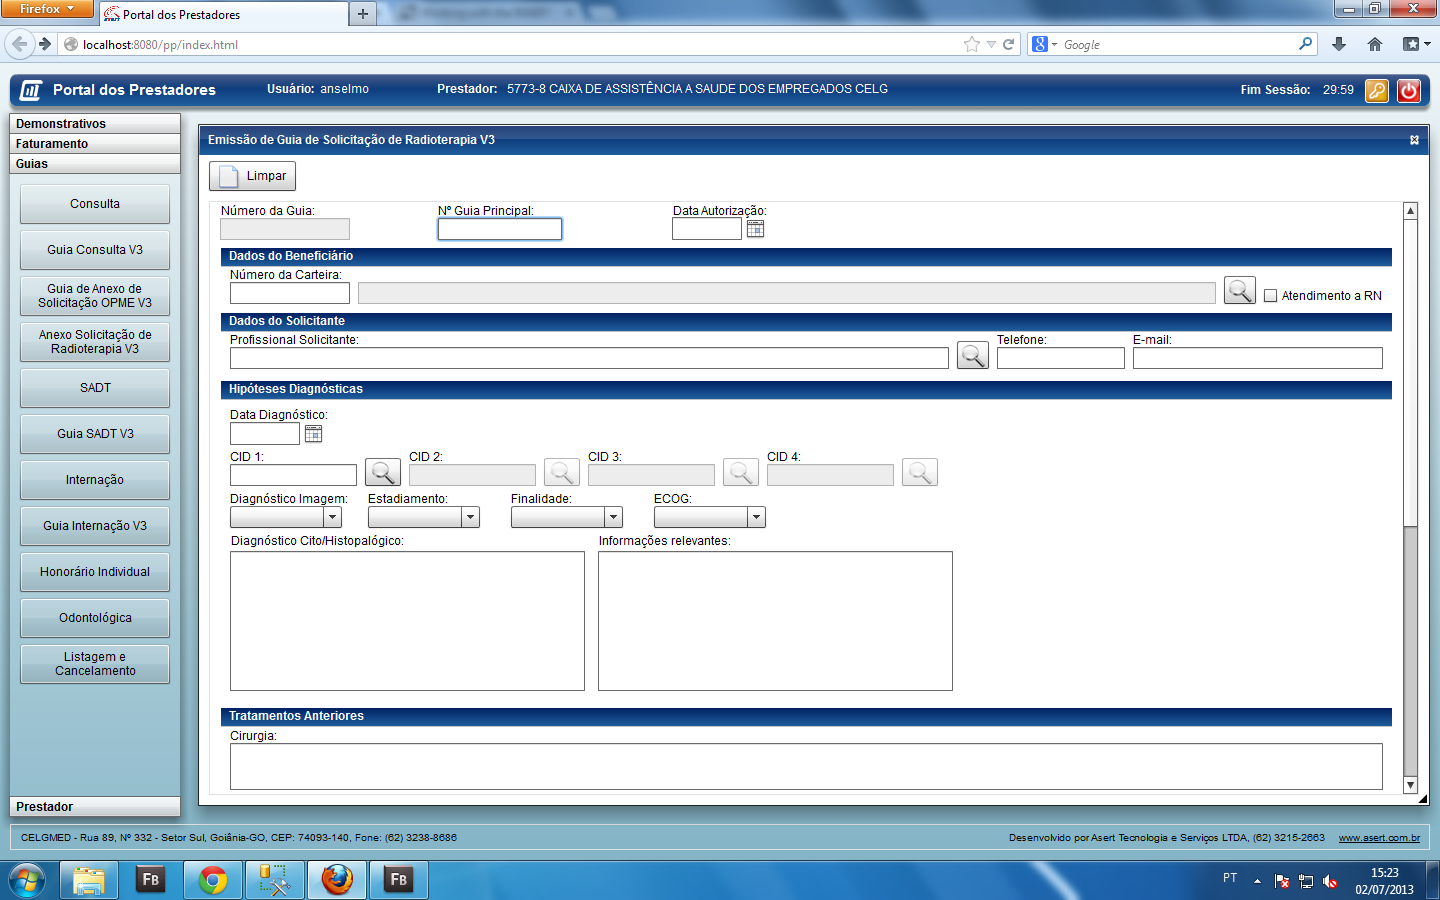 Firefox
Portal dos Prestadores
localhost:8080/pp/index.html
Google
Portal dos Prestadores
Usuário: anselmo
Prestador: 5773-8 CAIXA DE ASSISTÊNCIA A SAUDE DOS EMPREGADOS CELG
Fim Sessão: 29:59
Demonstrativos
Faturamento
Guias
Consulta
Guia Consulta V3
Guia de Anexo de
Solicitação OPME V3
Anexo Solicitação de
Radioterapia V3
SADT
Guia SADT V3
Internação
Guia Internação V3
Honorário Individual
Odontológica
Listagem e
Cancelamento
Prestador
Emissão de Guia de Solicitação de Radioterapia V3
Limpar
Número da Guia:
Nº Guia Principal:
Data Autorização:
Dados do Beneficiário
Número da Carteira:
Atendimento a RN
Dados do Solicitante
Profissional Solicitante:
Telefone:
E-mail:
Hipóteses Diagnósticas
Data Diagnóstico:
CID 1:
CID 2:
CID 3:
CID 4:
Diagnóstico Imagem:
Estadiamento:
Finalidade:
ECOG:
Diagnóstico Cito/Histopalógico:
Informações relevantes:
Tratamentos Anteriores
Cirurgia:
CELGMED - Rua 89, Nº 332 - Setor Sul, Goiânia-GO, CEP: 74093-140, Fone: (62) 3238-8686
Desenvolvido por Asert Tecnologia e Serviços LTDA, (62) 3215-2663
www.asert.com.br
FB
FB
PT
15:23
02/07/2013